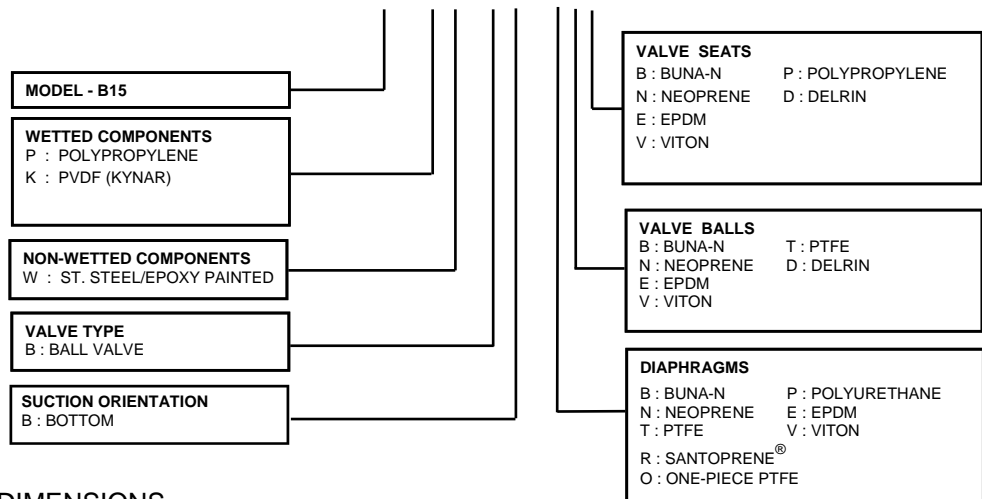 MODEL - B15
WETTED COMPONENTS
P : POLYPROPYLENE
K : PVDF (KYNAR)
NON-WETTED COMPONENTS
W : ST. STEEL/EPOXY PAINTED
VALVE TYPE
B : BALL VALVE
SUCTION ORIENTATION
B : BOTTOM
VALVE SEATS
B : BUNA-N P : POLYPROPYLENE
N : NEOPRENE D : DELRIN
E : EPDM
V : VITON
VALVE BALLS
B : BUNA-N T : PTFE
N : NEOPRENE D : DELRIN
E : EPDM
V : VITON
DIAPHRAGMS
B : BUNA-N P : POLYURETHANE
N : NEOPRENE E : EPDM
T : PTFE V : VITON
R : SANTOPRENE®
O : ONE-PIECE PTFE
DIMENSIONS